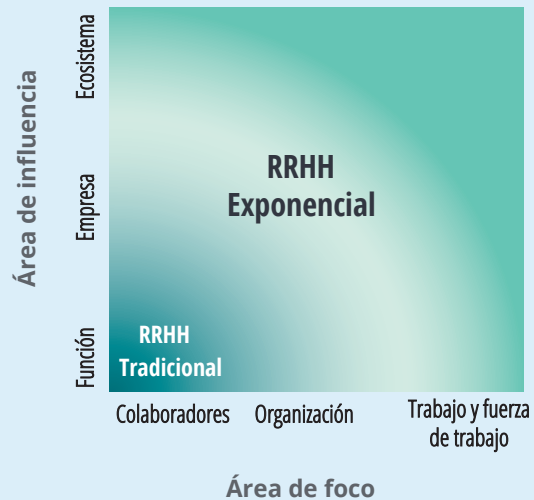 Área de influencia
Ecosistema
Empresa
Función
RRHH
Exponencial
RRHH
Tradicional
Colaboradores
Organización
Trabajo y fuerza
de trabajo
Área de foco